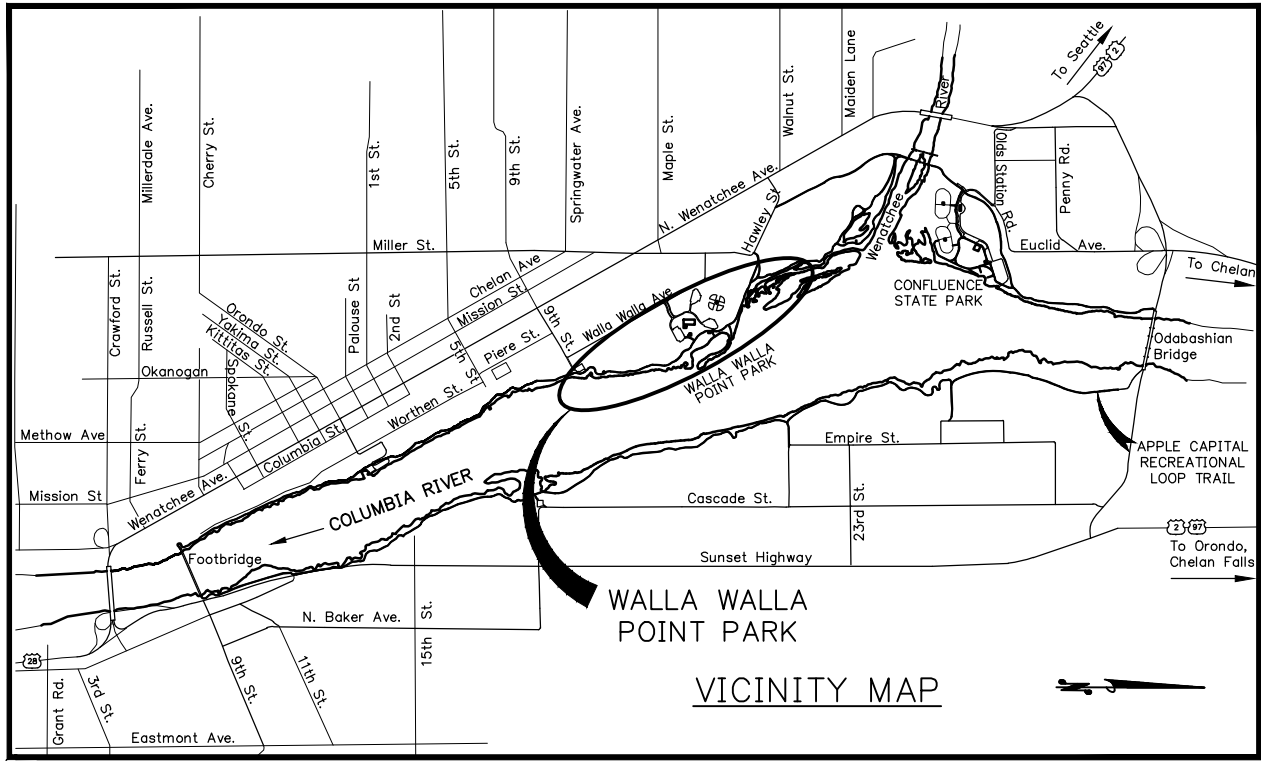 To Seattle
97
2
River
Millerdale Ave.
Cherry St.
1st St.
5th St.
9th St.
Springwater Ave.
Maple St.
Walnut St.
Maiden Lane
Olds Station
Rd.
Penny Rd.
N. Wenatchee Ave.
Hawley St
Wenatchee
Miller St.
Euclid Ave.
To Chelan
Chelan Ave
Mission St.
CONFLUENCE
STATE PARK
Crawford St.
Russell St.
Orondo St.
Yakima St.
Kittitas St.
Palouse St
2nd St
5th St
Piere St.
9th St.
Walla Walla Ave
Odabashian
Bridge
Okanogan
Spokane St.
Worthen St.
WALLA WALLA
POINT PARK
Methow Ave
Ferry St.
Columbia St.
Empire St.
APPLE CAPITAL
RECREATIONAL
LOOP TRAIL
Mission St
Wenatchee Ave.
COLUMBIA RIVER
Cascade St.
23rd St.
2
97
Footbridge
Sunset Highway
To Orondo,
Chelan Falls
WALLA WALLA
POINT PARK
N. Baker Ave.
15th St.
28
Grant Rd.
3rd St.
9th St.
11th St.
Eastmont Ave.
VICINITY MAP
N